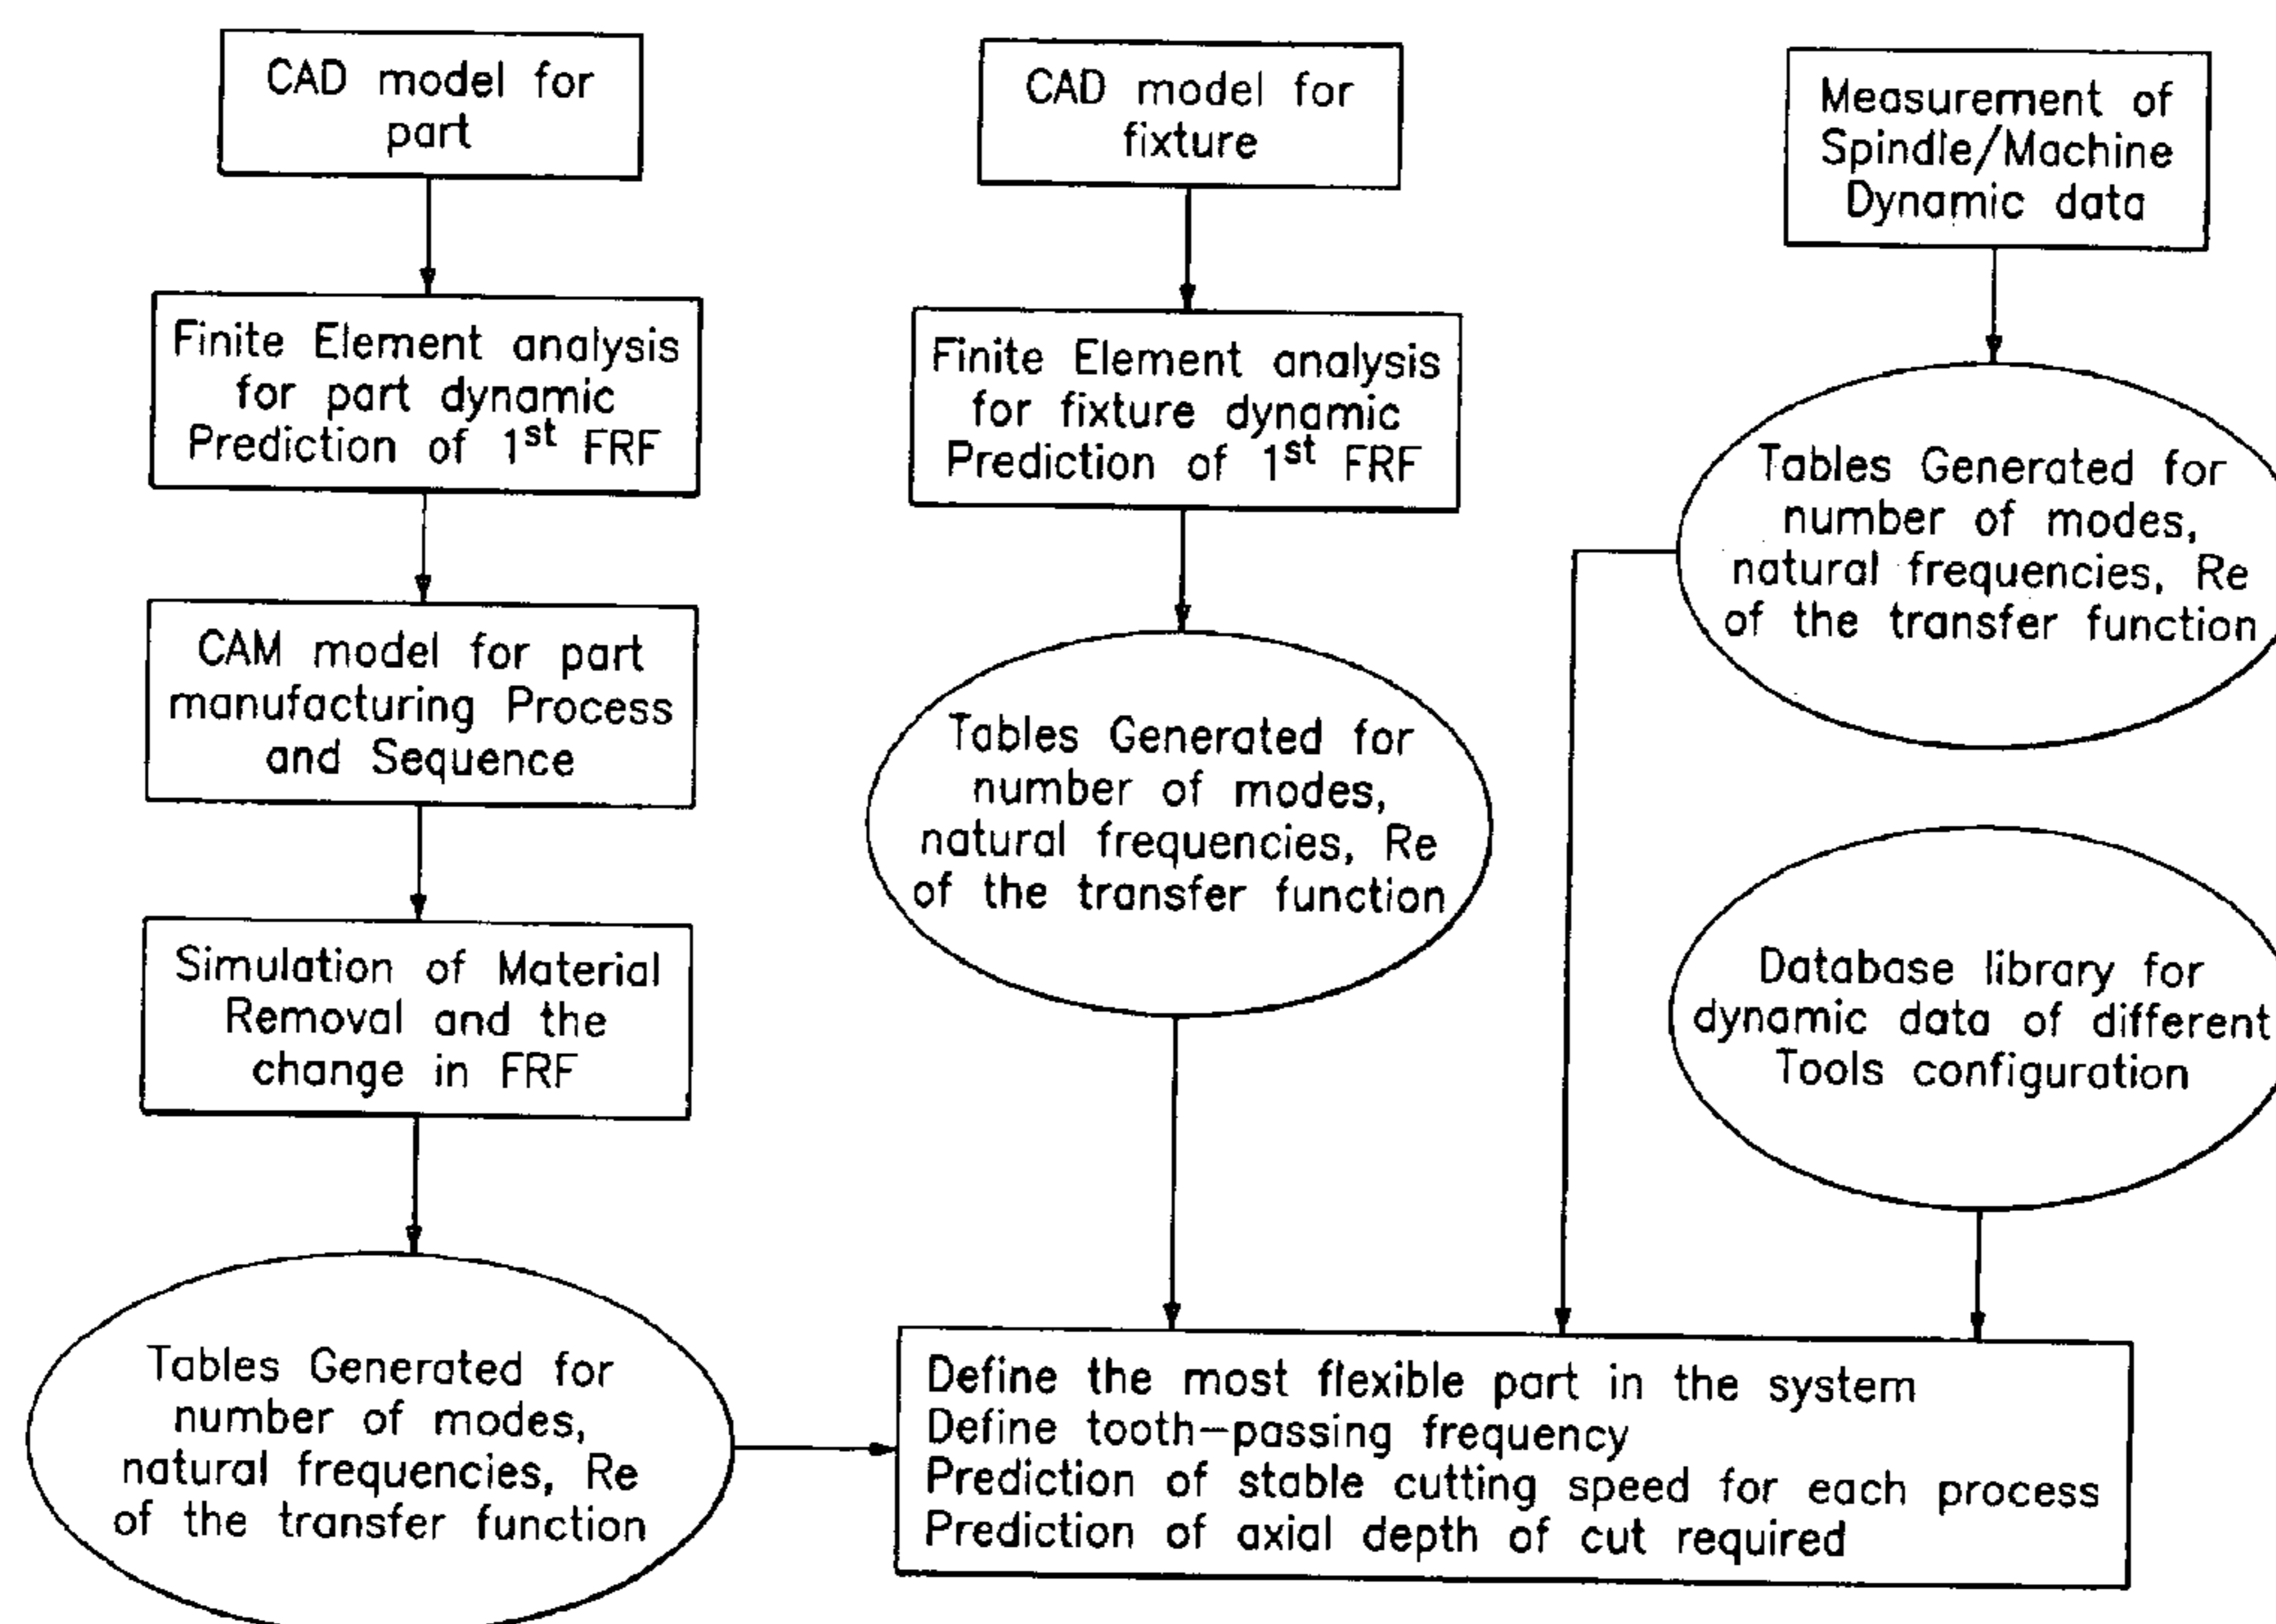 CAD model for
part
Finite Element analysis
for part dynamic
Prediction of 1st FRF
CAM model for part
manufacturing Process
and Sequence
Simulation of Material
Removal and the
change in FRF
Tables Generated for
number of modes,
natural frequencies, Re
of the transfer function
CAD model for
fixture
Finite Element analysis
for fixture dynamic
Prediction of 1st FRF
Tables Generated for
number of modes,
natural frequencies, Re
of the transfer function
Measurement of
Spindle/Machine
Dynamic data
Tables Generated for
number of modes,
natural frequencies, Re
of the transfer function
Database library for
dynamic data of different
Tools configuration
Define the most flexible part in the system
Define tooth-passing frequency
Prediction of stable cutting speed for each process
Prediction of axial depth of cut required